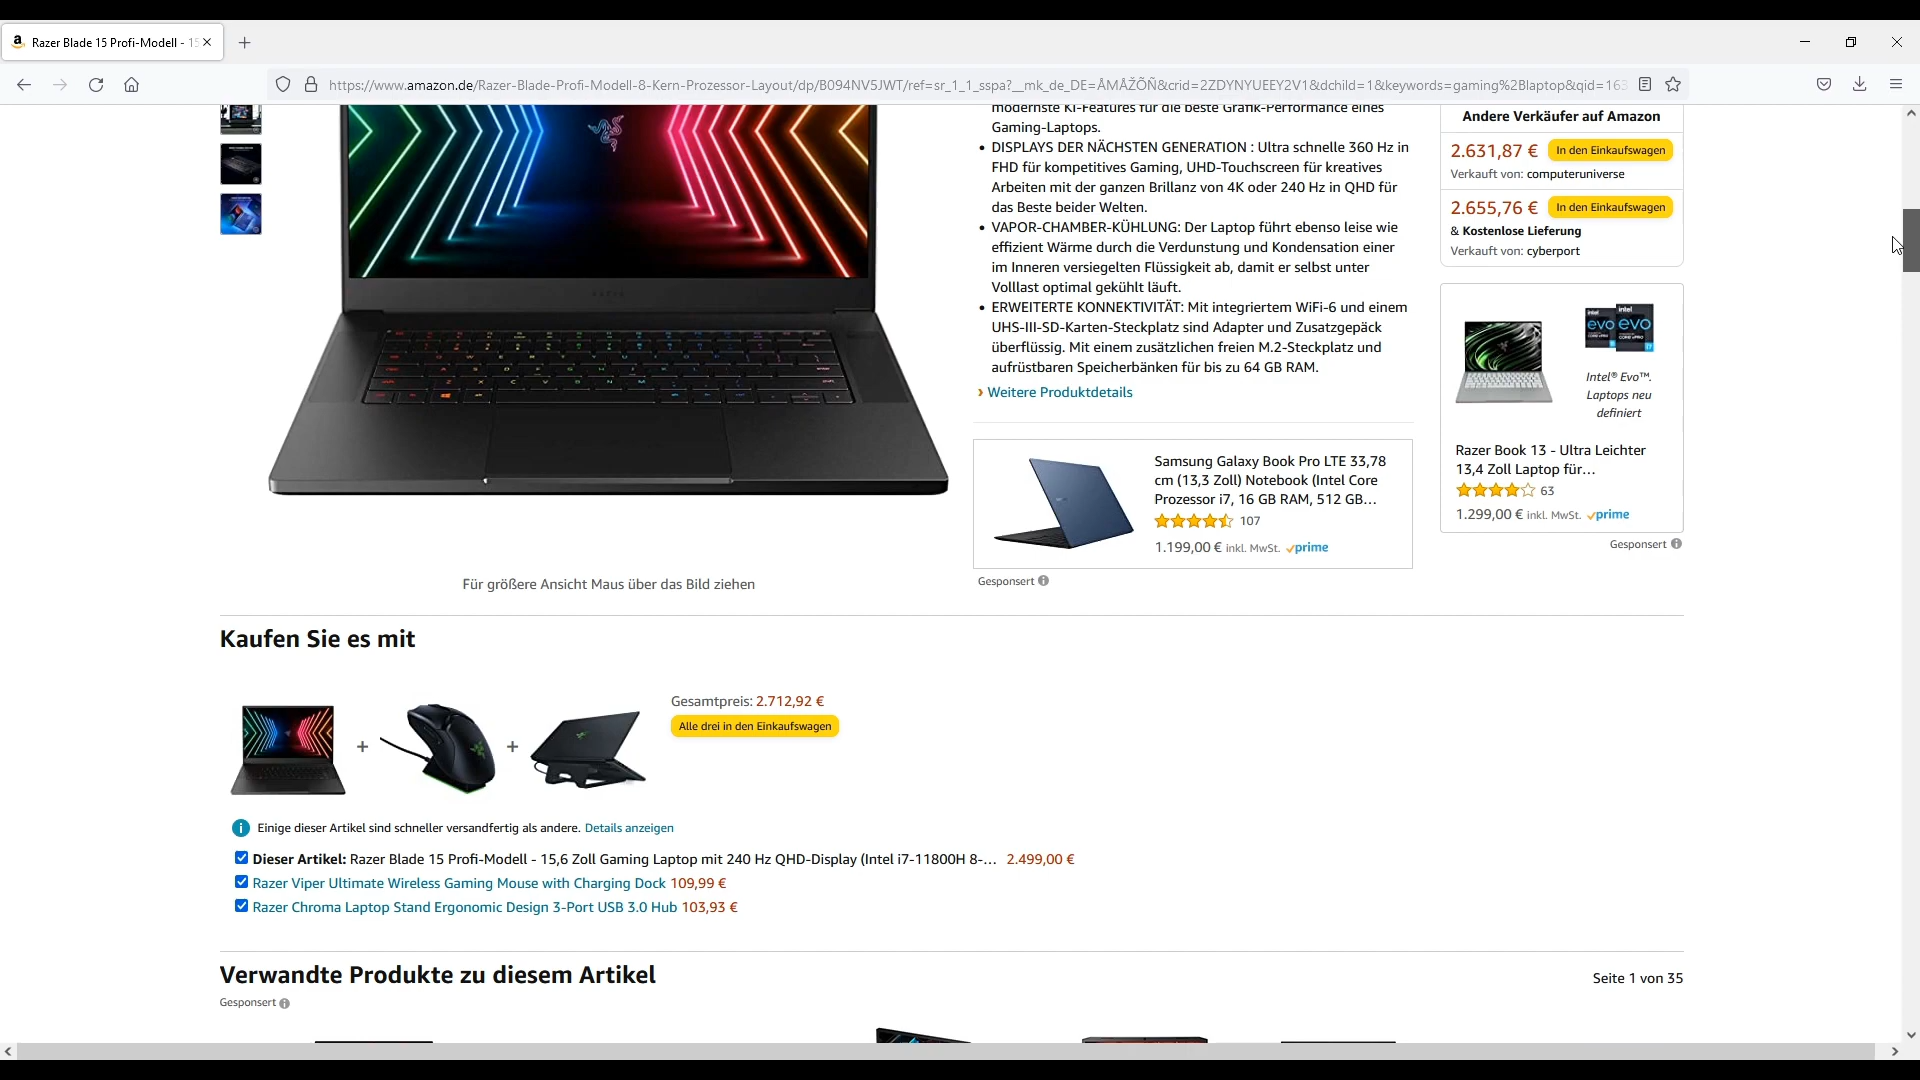 Razer Blade 15 Profi-Modell - 15
https://www.amazon.de/Razer-Blade-Profi-Modell-8-Kern-Prozessor-Layout/dp/B094NV5JWT/ref=sr_1_1_sspa?__mk_de_DE=ÅMÅŽÕÑ&crid=2ZDYNYUEEY2V1&dchild=1&keywords=gaming%2Blaptop&qid=163
modernste KI-Features für die beste Grafik-Performance eines
Gaming-Laptops.
• DISPLAYS DER NÄCHSTEN GENERATION : Ultra schnelle 360 Hz in
FHD für kompetitives Gaming, UHD-Touchscreen für kreatives
Arbeiten mit der ganzen Brillanz von 4K oder 240 Hz in QHD für
das Beste beider Welten.
• VAPOR-CHAMBER-KÜHLUNG: Der Laptop führt ebenso leise wie
effizient Wärme durch die Verdunstung und Kondensation einer
im Inneren versiegelten Flüssigkeit ab, damit er selbst unter
Volllast optimal gekühlt läuft.
• ERWEITERTE KONNEKTIVITÄT: Mit integriertem WiFi-6 und einem
UHS-III-SD-Karten-Steckplatz sind Adapter und Zusatzgepäck
überflüssig. Mit einem zusätzlichen freien M.2-Steckplatz und
aufrüstbaren Speicherbänken für bis zu 64 GB RAM.
› Weitere Produktdetails
Samsung Galaxy Book Pro LTE 33,78
cm (13,3 Zoll) Notebook (Intel Core
Prozessor i7, 16 GB RAM, 512 GB...
107
1.199,00 € inkl. MwSt. prime
Gesponsert
Andere Verkäufer auf Amazon
2.631,87 € In den Einkaufswagen
Verkauft von: computeruniverse
2.655,76 € In den Einkaufswagen
& Kostenlose Lieferung
Verkauft von: cyberport
intel evo
intel evo
Intel® Evo™.
Laptops neu
definiert
Razer Book 13 - Ultra Leichter
13,4 Zoll Laptop für...
63
1.299,00 € inkl. MwSt. prime
Gesponsert
Für größere Ansicht Maus über das Bild ziehen
Kaufen Sie es mit
+ +
Gesamtpreis: 2.712,92 €
Alle drei in den Einkaufswagen
Einige dieser Artikel sind schneller versandfertig als andere. Details anzeigen
Dieser Artikel: Razer Blade 15 Profi-Modell - 15,6 Zoll Gaming Laptop mit 240 Hz QHD-Display (Intel i7-11800H 8-... 2.499,00 €
Razer Viper Ultimate Wireless Gaming Mouse with Charging Dock 109,99 €
Razer Chroma Laptop Stand Ergonomic Design 3-Port USB 3.0 Hub 103,93 €
Verwandte Produkte zu diesem Artikel
Seite 1 von 35
Gesponsert